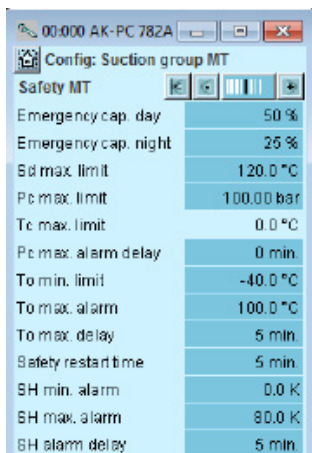 00:000 AK-PC 782A
Config: Suction group MT
Safety MT
Emergency cap. day 50 %
Emergency cap. night 25 %
Sd max. limit 120.0 °C
Pc max. limit 100.00 bar
Tc max. limit 0.0 °C
Pc max. alarm delay 0 min.
To min. limit -40.0 °C
To max. alarm 100.0 °C
To max. delay 5 min.
Safety restart time 5 min.
SH min. alarm 0.0 K
SH max. alarm 80.0 K
SH alarm delay 5 min.